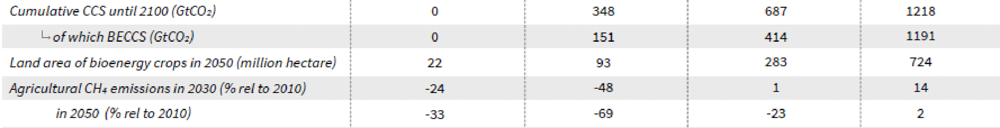 Cumulative CCS until 2100 (GtCO₂) 0 348 687 1218
of which BECCS (GtCO₂) 0 151 414 1191
Land area of bioenergy crops in 2050 (million hectare) 22 93 283 724
Agricultural CH₄ emissions in 2030 (% rel to 2010) -24 -48 1 14
in 2050 (% rel to 2010) -33 -69 -23 2